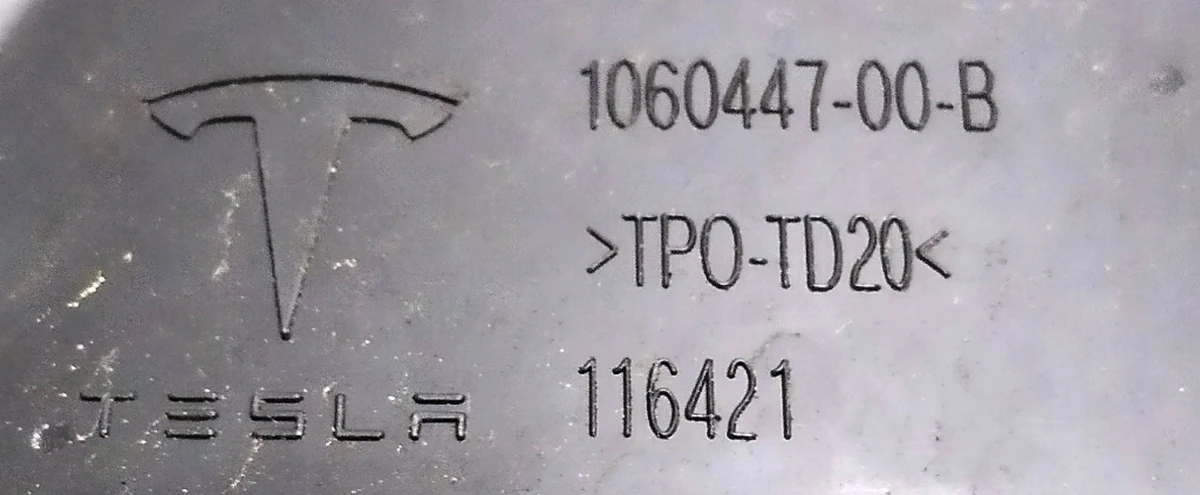 1060447-00-B
>TPO-TD20<
116421
TESLA